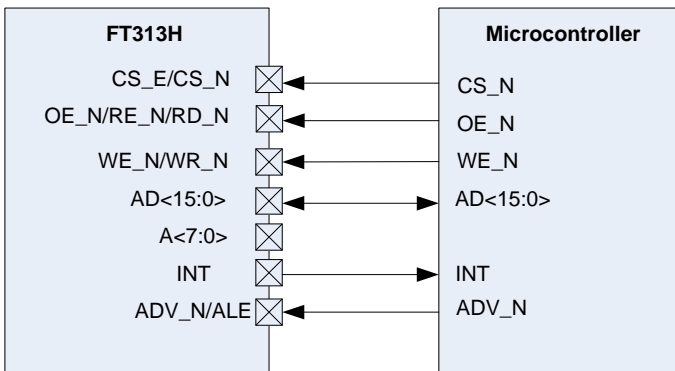 FT313H
Microcontroller
CS_E/CS_N
CS_N
OE_N/RE_N/RD_N
OE_N
WE_N/WR_N
WE_N
AD<15:0>
AD<15:0>
A<7:0>
INT
INT
ADV_N/ALE
ADV_N